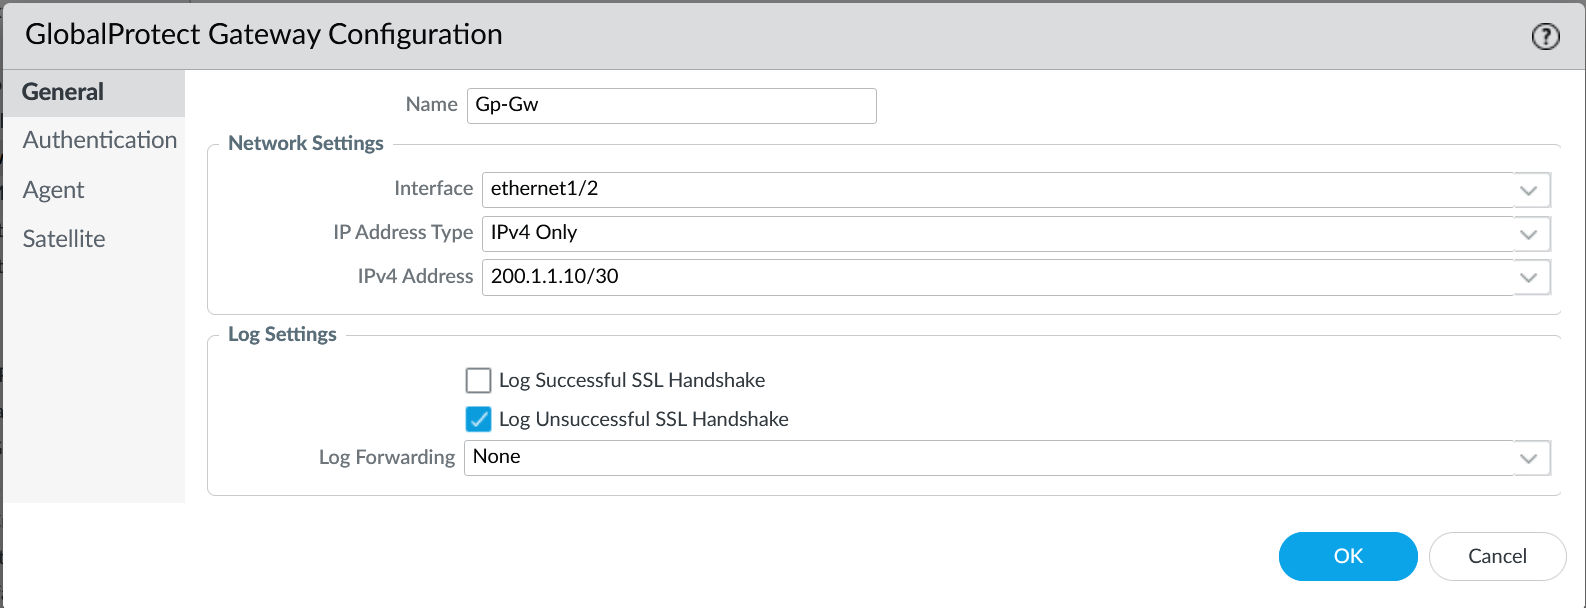 GlobalProtect Gateway Configuration
?
General
Authentication
Agent
Satellite
Name Gp-Gw
Network Settings
Interface ethernet1/2
IP Address Type IPv4 Only
IPv4 Address 200.1.1.10/30
Log Settings
Log Successful SSL Handshake
Log Unsuccessful SSL Handshake
Log Forwarding None
OK Cancel